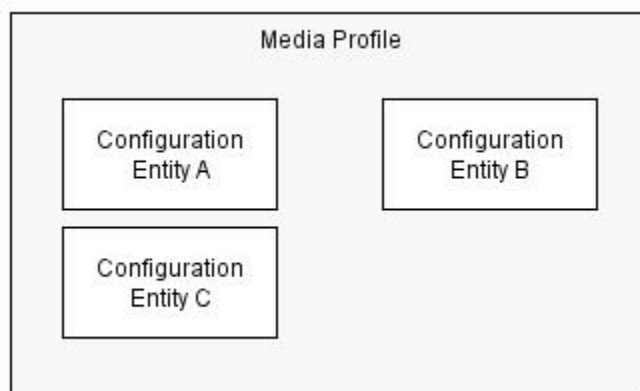 Media Profile
Configuration
Entity A
Configuration
Entity B
Configuration
Entity C